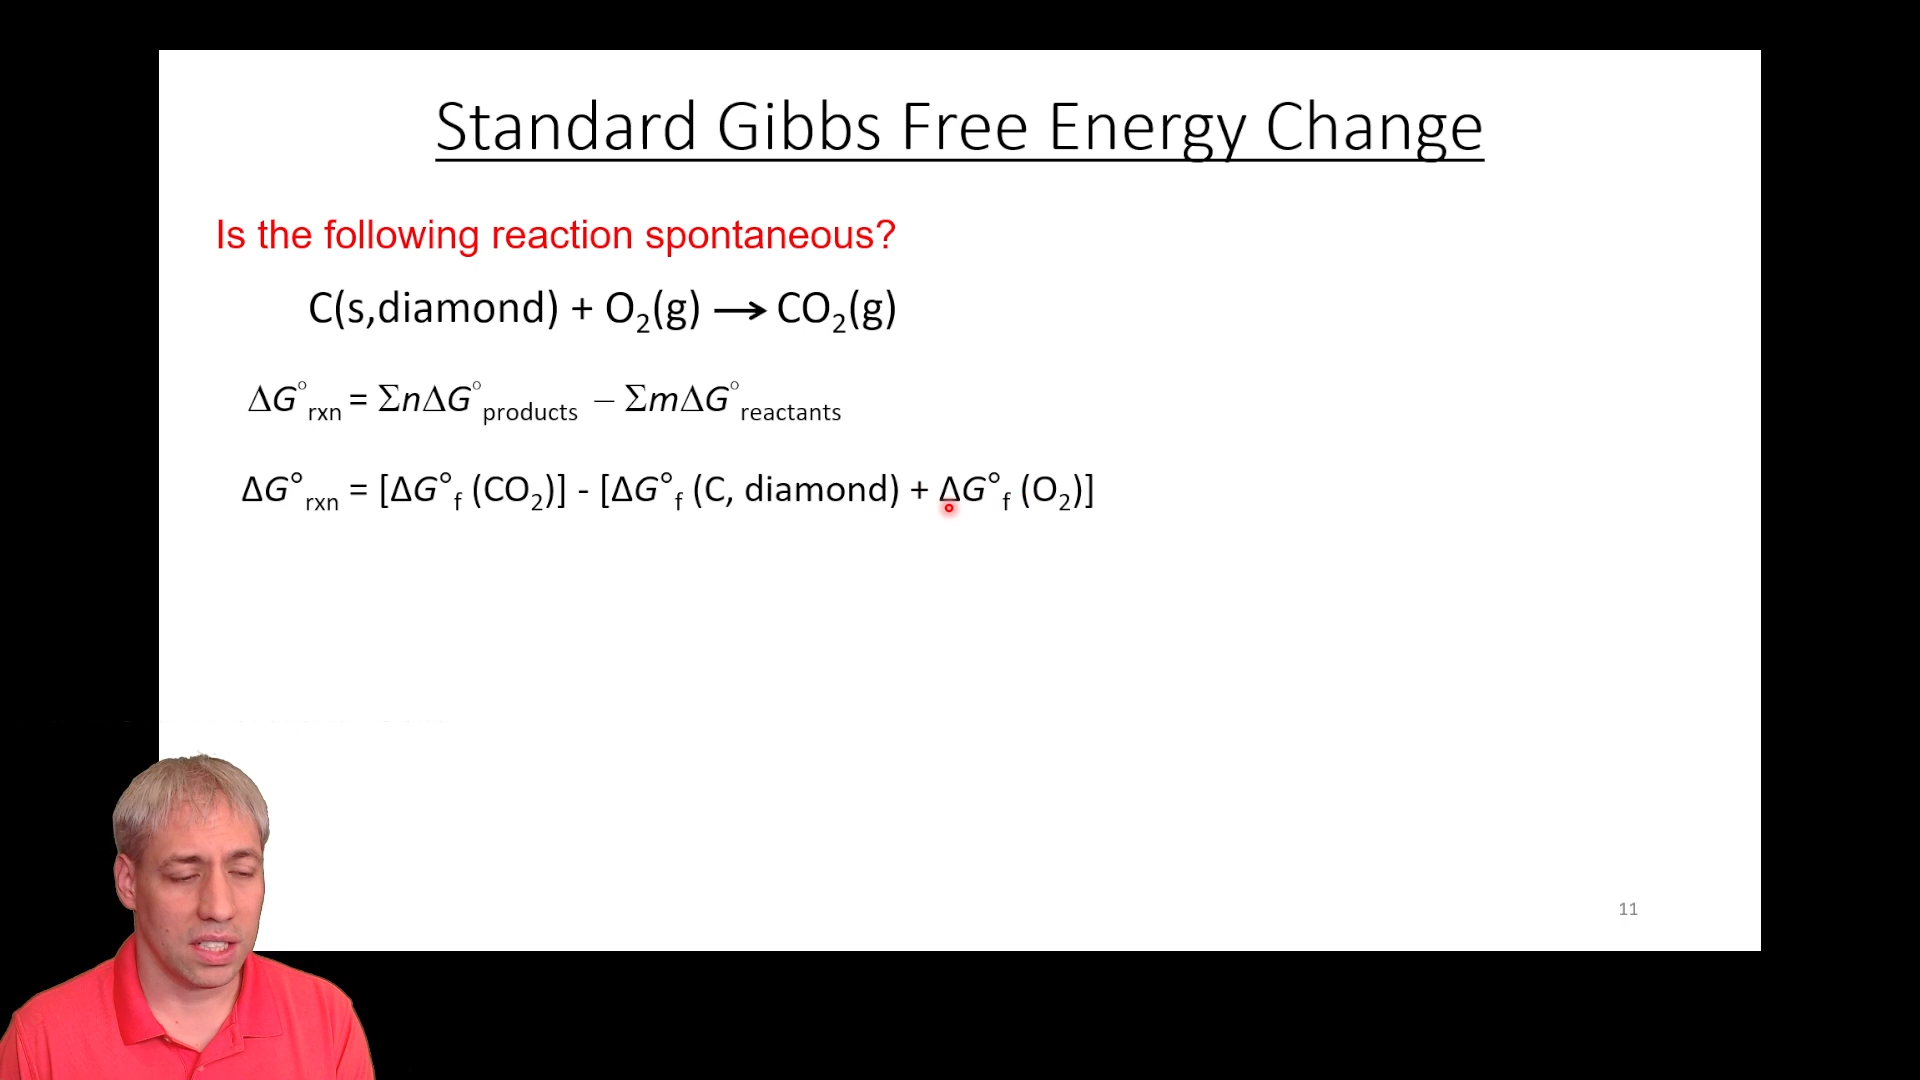 Standard Gibbs Free Energy Change
Is the following reaction spontaneous?
C(s,diamond) + O₂(g) ⟶ CO₂(g)
ΔG°rxn = ΣnΔG°products − ΣmΔG°reactants
ΔG°rxn = [ΔG°f (CO₂)] - [ΔG°f (C, diamond) + ΔG°f (O₂)]
11